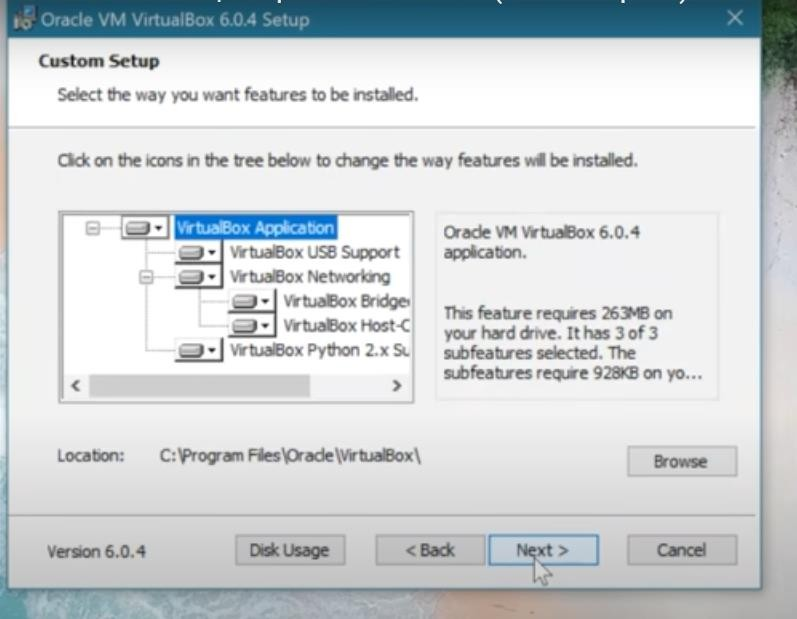 Oracle VM VirtualBox 6.0.4 Setup
Custom Setup
Select the way you want features to be installed.
Click on the icons in the tree below to change the way features will be installed.
VirtualBox Application
VirtualBox USB Support
VirtualBox Networking
VirtualBox Bridge
VirtualBox Host-C
VirtualBox Python 2.x Su
Oracle VM VirtualBox 6.0.4
application.
This feature requires 263MB on
your hard drive. It has 3 of 3
subfeatures selected. The
subfeatures require 928KB on yo...
Location: C:\Program Files\Oracle\VirtualBox\
Browse
Version 6.0.4 Disk Usage < Back Next > Cancel